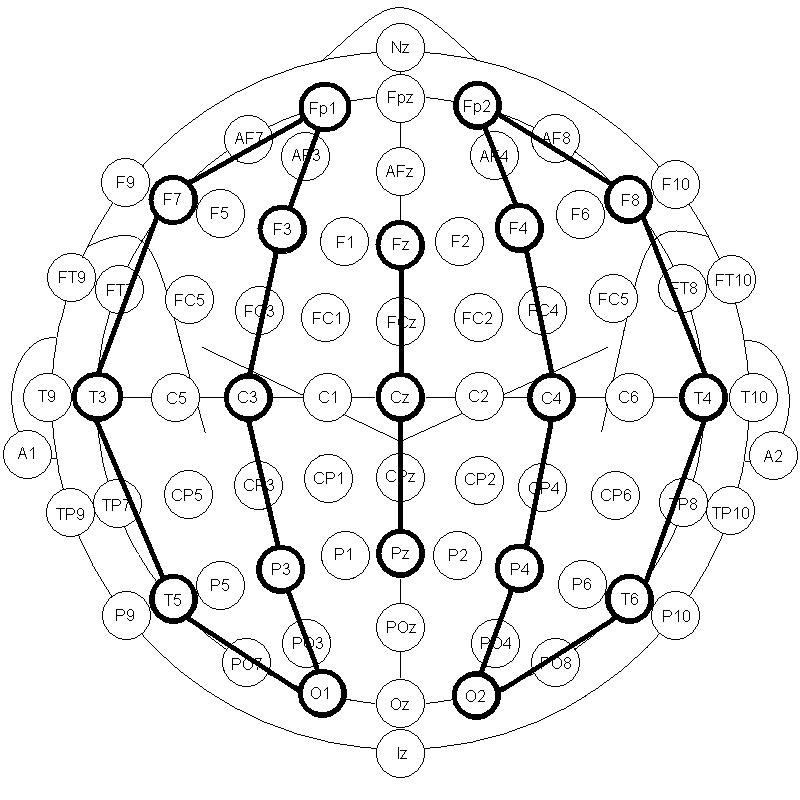 Nz
Fp1 Fpz Fp2
AF7 AF3 AFz AF4 AF8
F9 F7 F5 F3 F1 Fz F2 F4 F6 F8 F10
FT9 FT FC5 FC3 FC1 FCz FC2 FC4 FC5 FT8 FT10
T9 T3 C5 C3 C1 Cz C2 C4 C6 T4 T10
A1 A2
TP9 TP7 CP5 CP3 CP1 CPz CP2 CP4 CP6 TP8 TP10
P9 T5 P5 P3 P1 Pz P2 P4 P6 T6 P10
PO7 PO3 POz PO4 PO8
O1 Oz O2
Iz